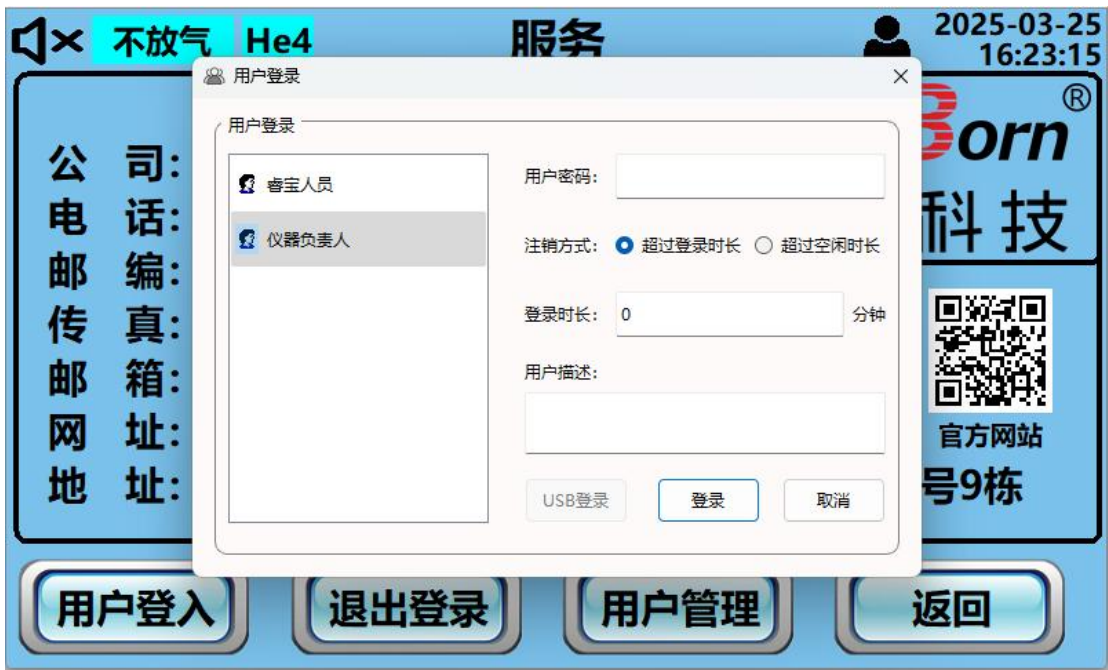 不放气 He4 服务 2025-03-25
16:23:15
用户登录
用户登录
睿宝人员
仪器负责人
用户密码:
注销方式: 超过登录时长 超过空闲时长
登录时长: 0 分钟
用户描述:
USB登录 登录 取消
公 司:
电 话:
邮 编:
传 真:
邮 箱:
网 址:
地 址:
Born®
科技
官方网站
号9栋
用户登入 退出登录 用户管理 返回